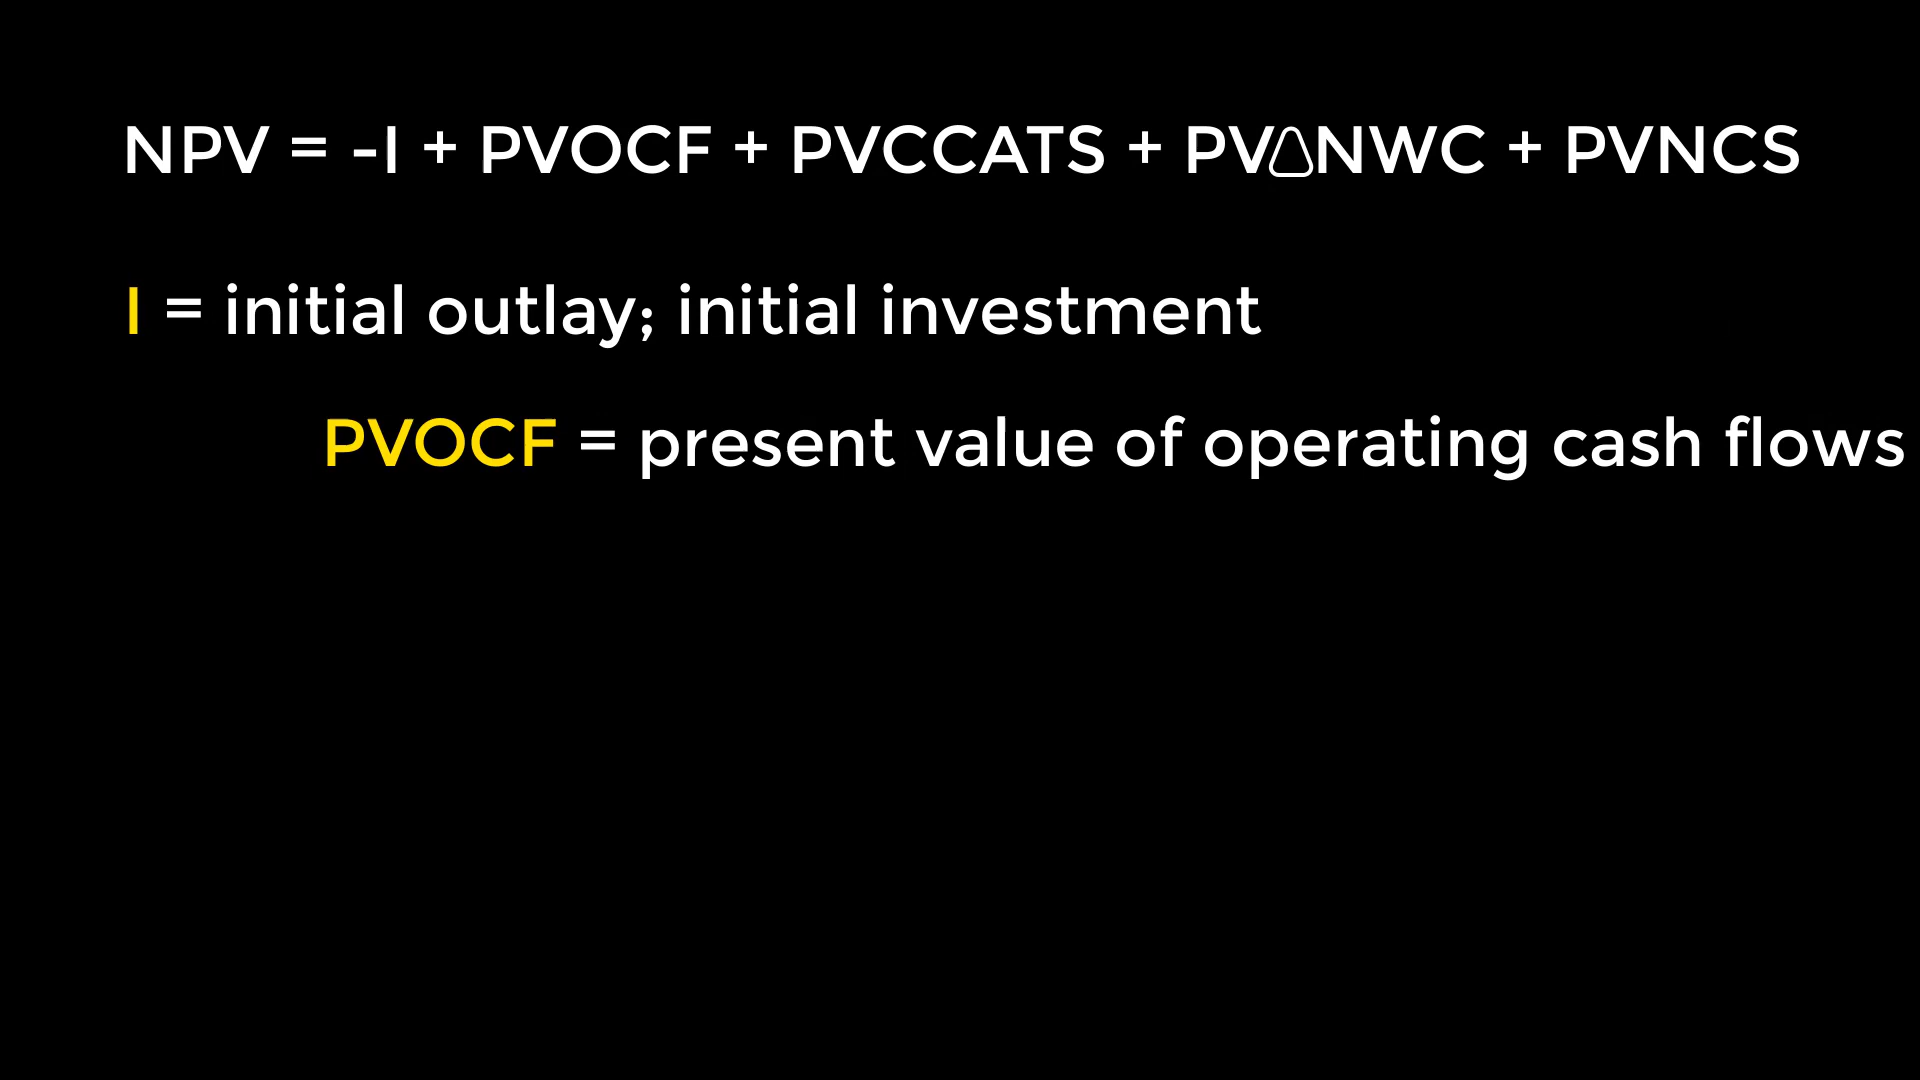 NPV = -I + PVOCF + PVCCATS + PV△NWC + PVNCS
I = initial outlay; initial investment
PVOCF = present value of operating cash flows